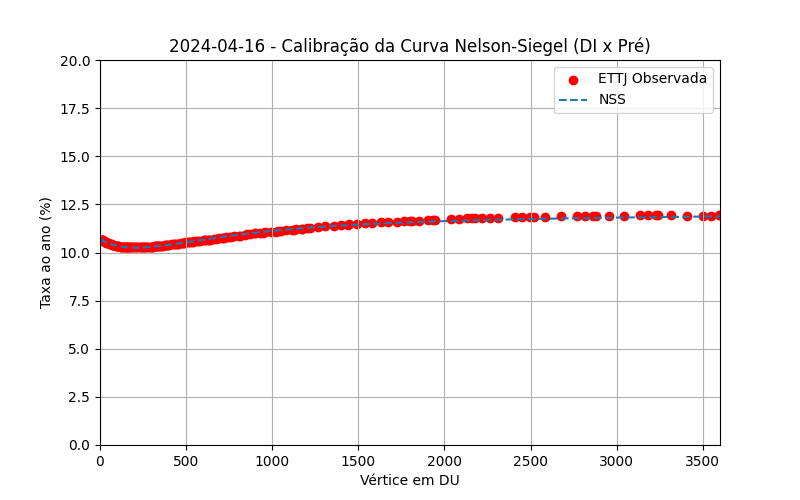 2024-04-16 - Calibração da Curva Nelson-Siegel (DI x Pré)
20.0
17.5
15.0
12.5
10.0
7.5
5.0
2.5
0.0
Taxa ao ano (%)
ETTJ Observada
NSS
0 500 1000 1500 2000 2500 3000 3500
Vértice em DU